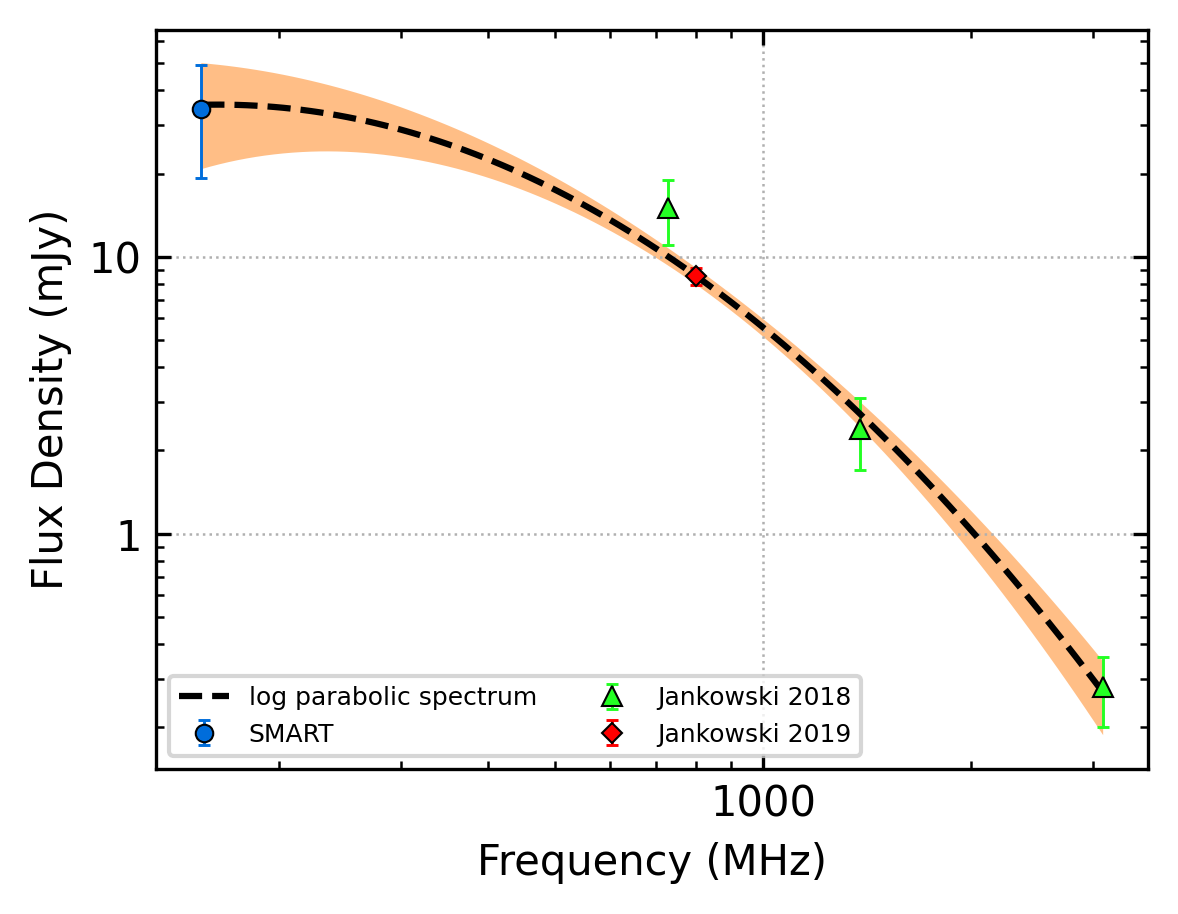 Flux Density (mJy)
10
1
log parabolic spectrum
SMART
Jankowski 2018
Jankowski 2019
1000
Frequency (MHz)